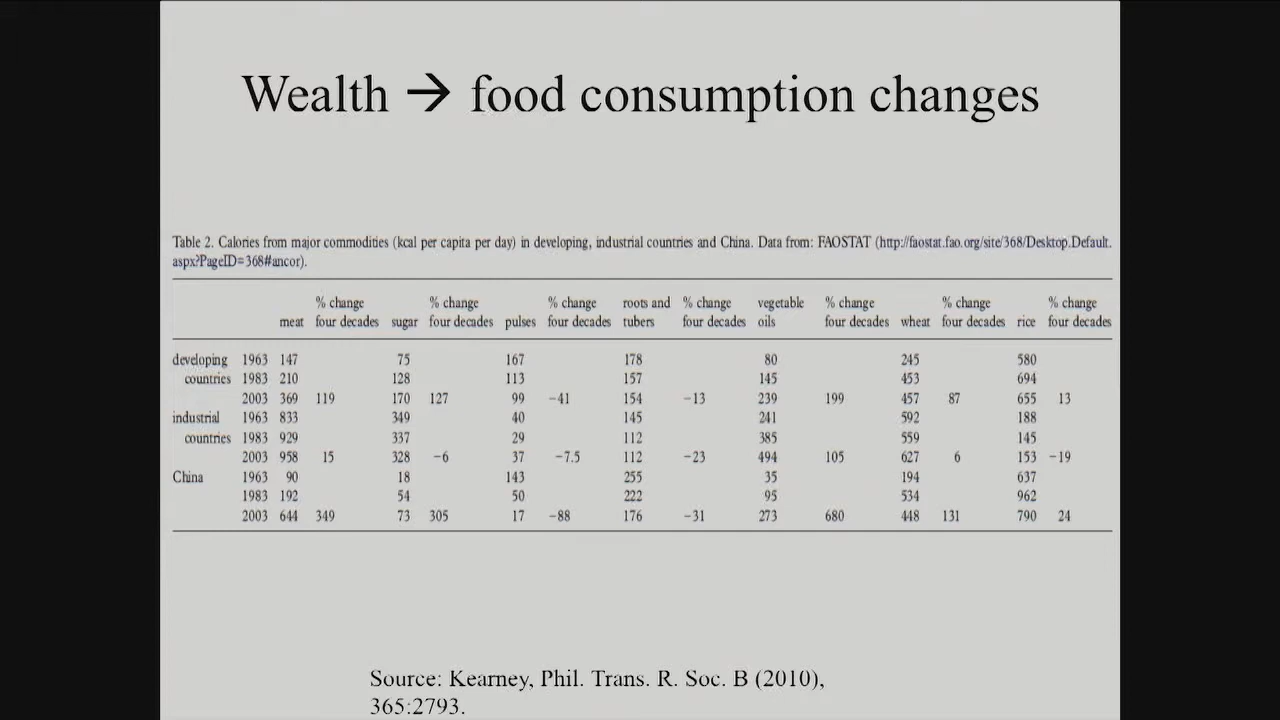 Wealth → food consumption changes
Table 2. Calories from major commodities (kcal per capita per day) in developing, industrial countries and China. Data from: FAOSTAT (http://faostat.fao.org/site/368/Desktop.Default.
aspx?PageID=368#ancor).
% change % change % change roots and % change vegetable % change % change % change
meat four decades sugar four decades pulses four decades tubers four decades oils four decades wheat four decades rice four decades
developing 1963 147 75 167 178 80 245 580
countries 1983 210 128 113 157 145 453 694
2003 369 119 170 127 99 −41 154 −13 239 199 457 87 655 13
industrial 1963 833 349 40 145 241 592 188
countries 1983 929 337 29 112 385 559 145
2003 958 15 328 −6 37 −7.5 112 −23 494 105 627 6 153 −19
China 1963 90 18 143 255 35 194 637
1983 192 54 50 222 95 534 962
2003 644 349 73 305 17 −88 176 −31 273 680 448 131 790 24
Source: Kearney, Phil. Trans. R. Soc. B (2010),
365:2793.